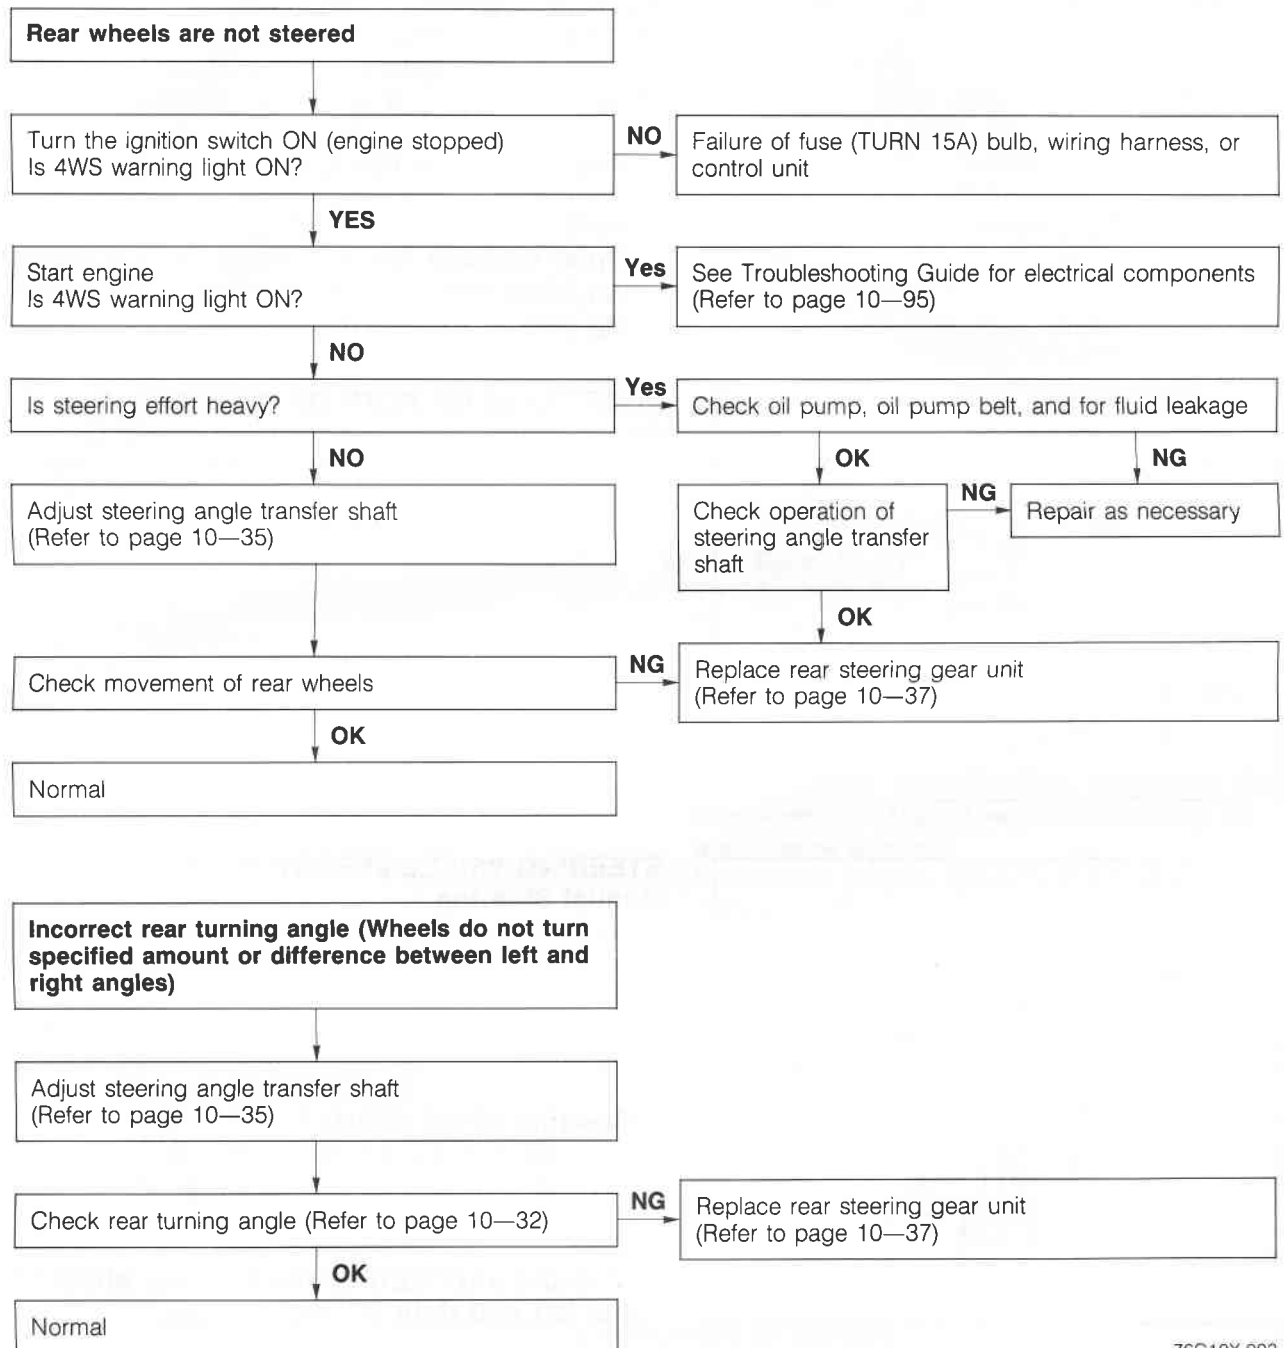 Rear wheels are not steered
Turn the ignition switch ON (engine stopped)
Is 4WS warning light ON?
NO
Failure of fuse (TURN 15A) bulb, wiring harness, or
control unit
YES
Start engine
Is 4WS warning light ON?
Yes
See Troubleshooting Guide for electrical components
(Refer to page 10—95)
NO
Is steering effort heavy?
Yes
Check oil pump, oil pump belt, and for fluid leakage
NO
OK
NG
Adjust steering angle transfer shaft
(Refer to page 10—35)
Check operation of
steering angle transfer
shaft
NG
Repair as necessary
OK
Check movement of rear wheels
NG
Replace rear steering gear unit
(Refer to page 10—37)
OK
Normal
Incorrect rear turning angle (Wheels do not turn
specified amount or difference between left and
right angles)
Adjust steering angle transfer shaft
(Refer to page 10—35)
Check rear turning angle (Refer to page 10—32)
NG
Replace rear steering gear unit
(Refer to page 10—37)
OK
Normal